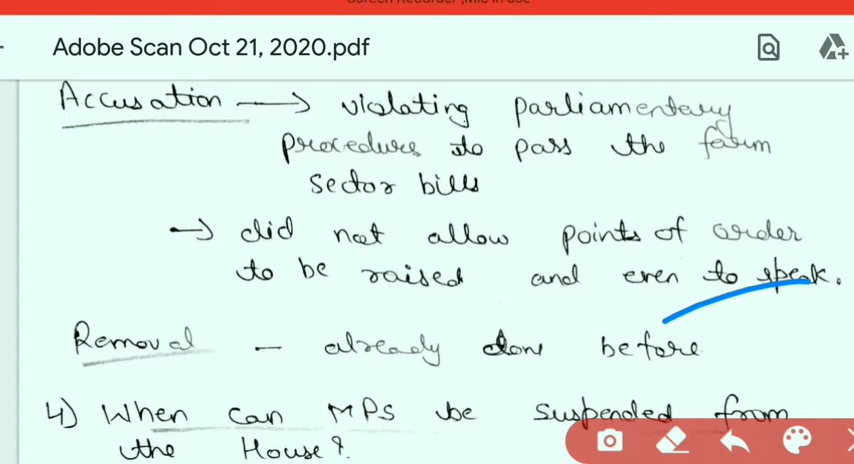 Adobe Scan Oct 21, 2020.pdf
Accusation → violating parliamentary
procedures to pass the farm
sector bills
→ did not allow points of order
to be raised and even to speak.
Removal - already done before
4) When can MPs be suspended from
the House?